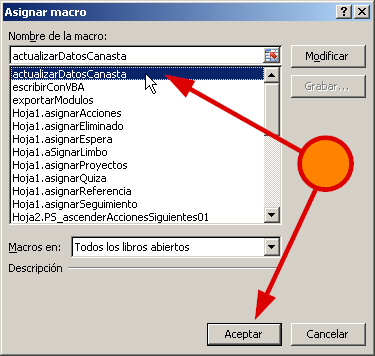 Asignar macro
Nombre de la macro:
actualizarDatosCanasta
Modificar
actualizarDatosCanasta
escribirConVBA
exportarModulos
Hoja1.asignarAcciones
Hoja1.asignarEliminado
Hoja1.asignarEspera
Hoja1.aSignarLimbo
Hoja1.asignarProyectos
Hoja1.asignarQuiza
Hoja1.asignarReferencia
Hoja1.asignarSeguimiento
Hoja2.PS_ascenderAccionesSiguientes01
Grabar...
Macros en:
Todos los libros abiertos
Descripción
Aceptar
Cancelar